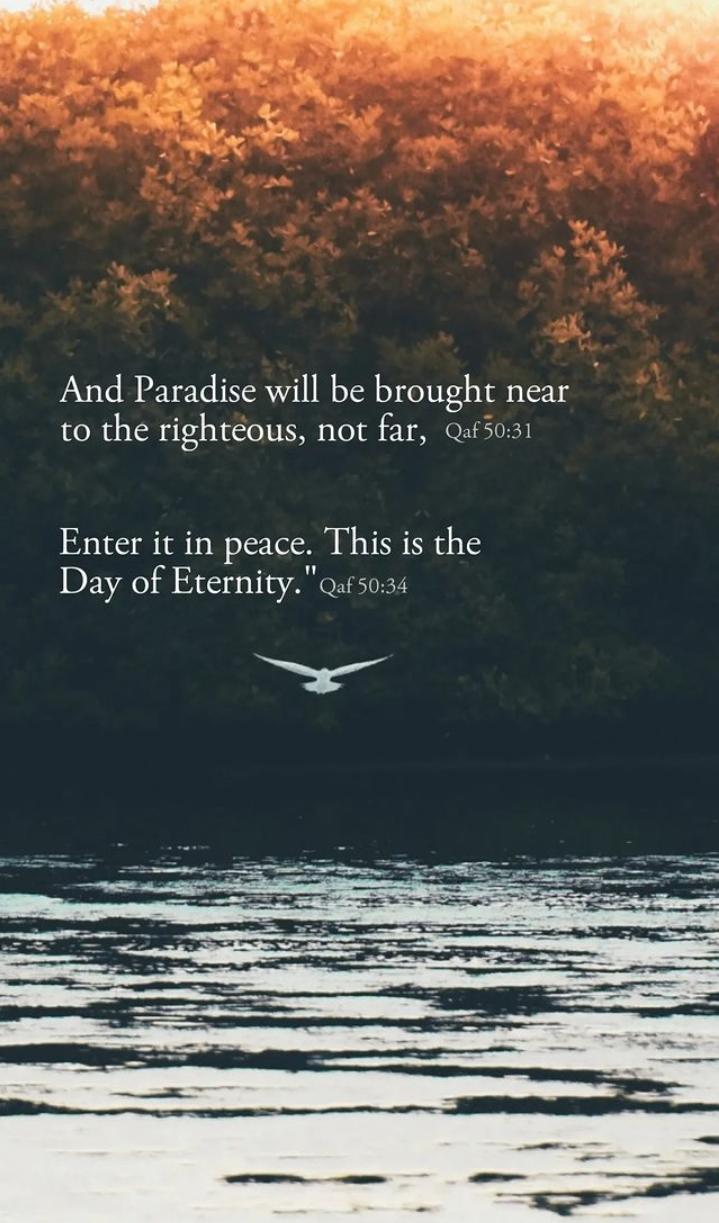 And Paradise will be brought near
to the righteous, not far, Qaf 50:31
Enter it in peace. This is the
Day of Eternity." Qaf 50:34